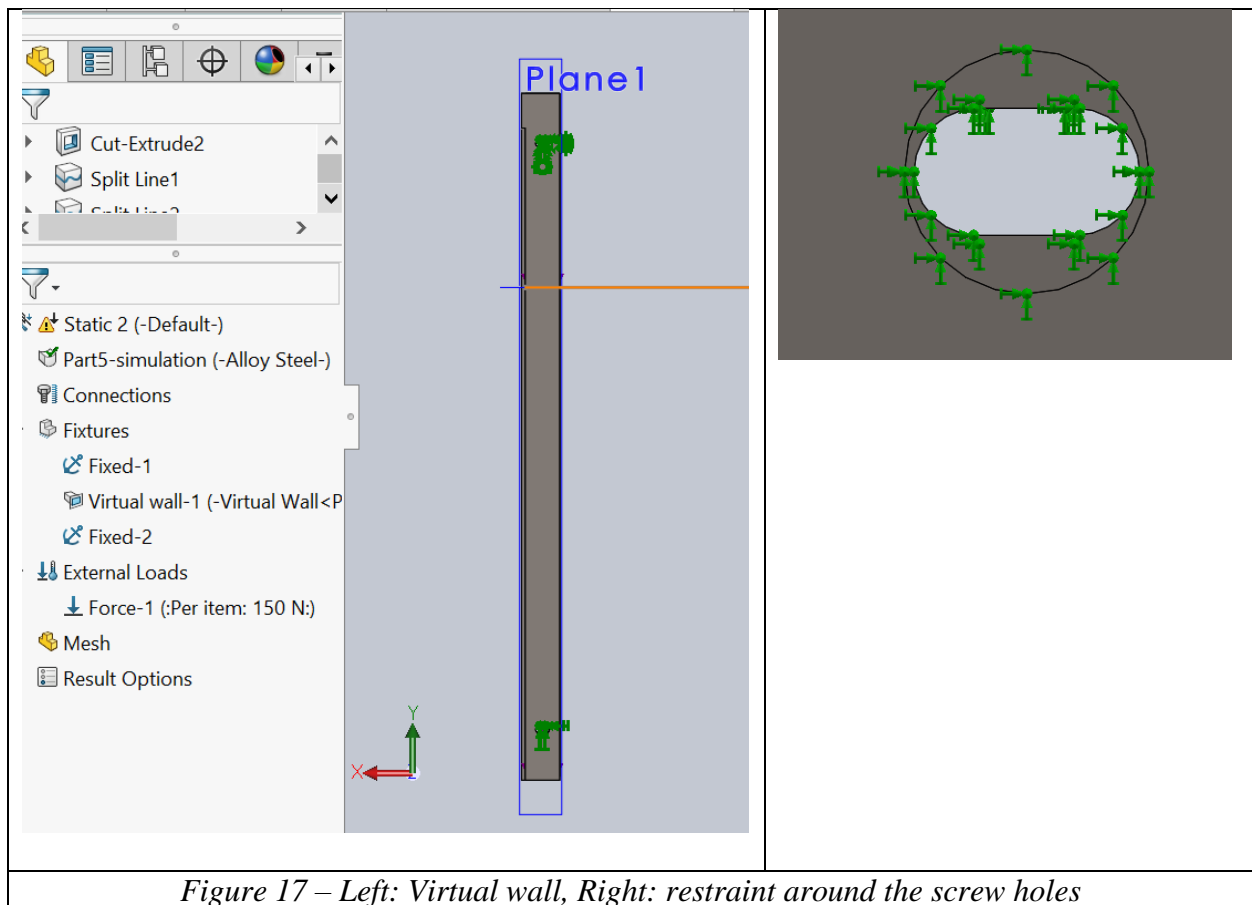 Cut-Extrude2
Split Line1
Split Line2
Static 2 (-Default-)
Part5-simulation (-Alloy Steel-)
Connections
Fixtures
Fixed-1
Virtual wall-1 (-Virtual Wall<P
Fixed-2
External Loads
Force-1 (:Per item: 150 N:)
Mesh
Result Options
Plane1
Y
X
Z
Figure 17 – Left: Virtual wall, Right: restraint around the screw holes